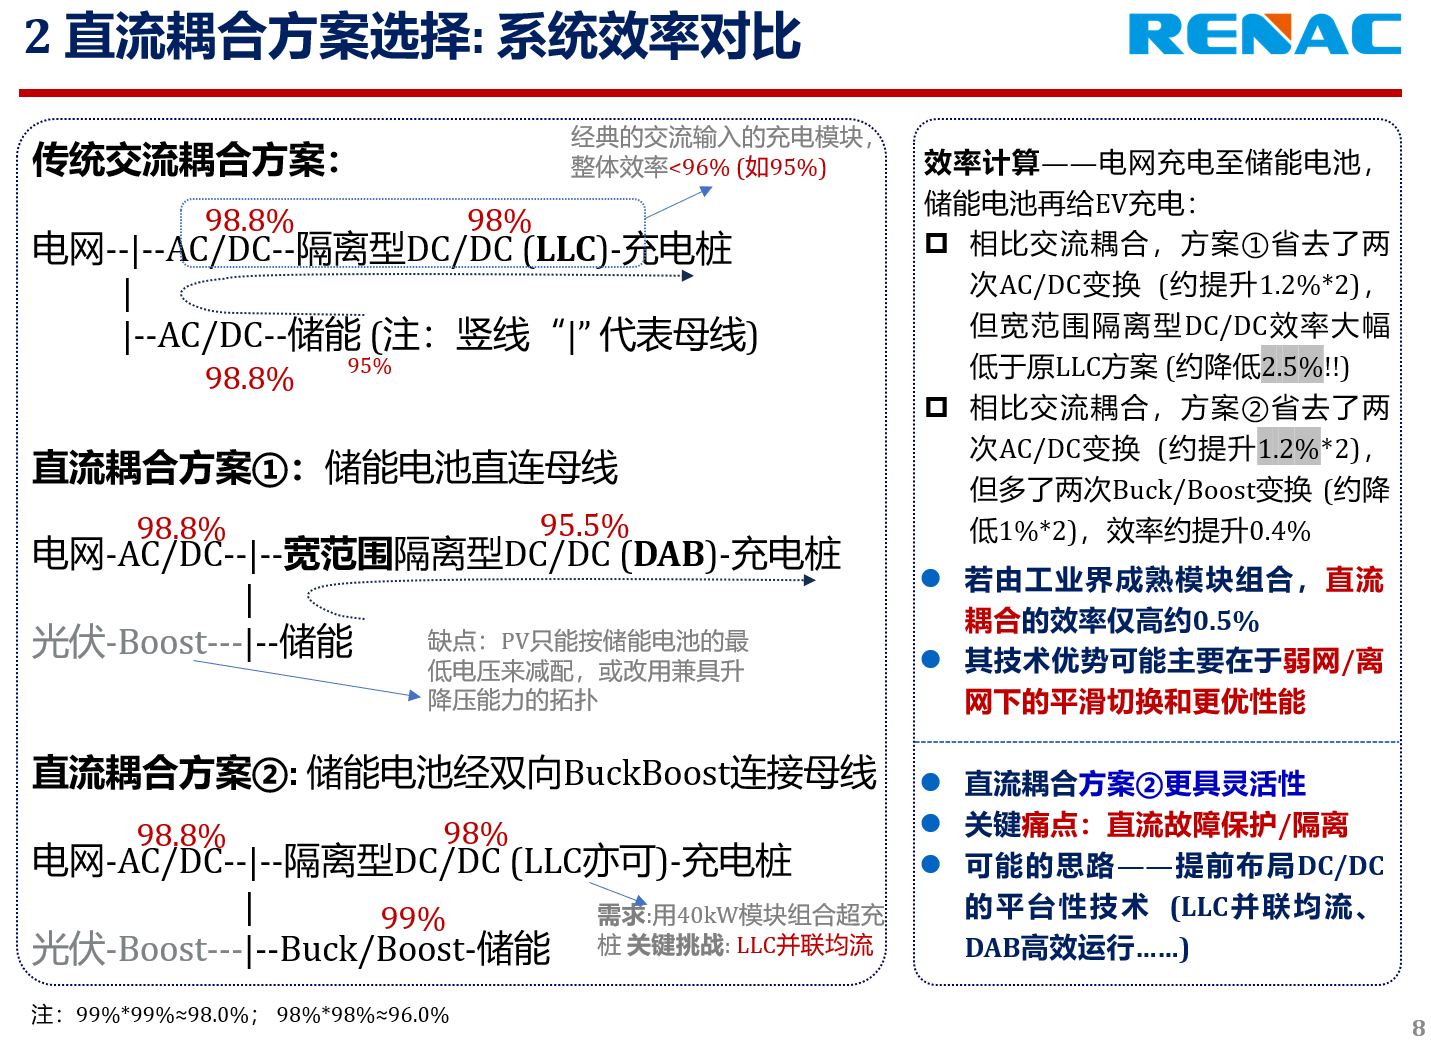 2 直流耦合方案选择: 系统效率对比
RENAC
传统交流耦合方案：
经典的交流输入的充电模块，
整体效率<96% (如95%)
98.8%
98%
电网--|--AC/DC--隔离型DC/DC (LLC)-充电桩
|
|--AC/DC--储能 (注：竖线“|” 代表母线)
98.8%
95%
直流耦合方案①：储能电池直连母线
98.8%
95.5%
电网-AC/DC--|--宽范围隔离型DC/DC (DAB)-充电桩
|
光伏-Boost---|--储能
缺点：PV只能按储能电池的最
低电压来减配，或改用兼具升
降压能力的拓扑
直流耦合方案②: 储能电池经双向BuckBoost连接母线
98.8%
98%
电网-AC/DC--|--隔离型DC/DC (LLC亦可)-充电桩
|
99%
光伏-Boost---|--Buck/Boost-储能
需求:用40kW模块组合超充
桩 关键挑战: LLC并联均流
注：99%*99%≈98.0%； 98%*98%≈96.0%
效率计算——电网充电至储能电池，
储能电池再给EV充电：
相比交流耦合，方案①省去了两
次AC/DC变换 (约提升1.2%*2)，
但宽范围隔离型DC/DC效率大幅
低于原LLC方案 (约降低2.5%!!)
相比交流耦合，方案②省去了两
次AC/DC变换 (约提升1.2%*2)，
但多了两次Buck/Boost变换 (约降
低1%*2)，效率约提升0.4%
若由工业界成熟模块组合，直流
耦合的效率仅高约0.5%
其技术优势可能主要在于弱网/离
网下的平滑切换和更优性能
直流耦合方案②更具灵活性
关键痛点：直流故障保护/隔离
可能的思路——提前布局DC/DC
的平台性技术 (LLC并联均流、
DAB高效运行……)
8